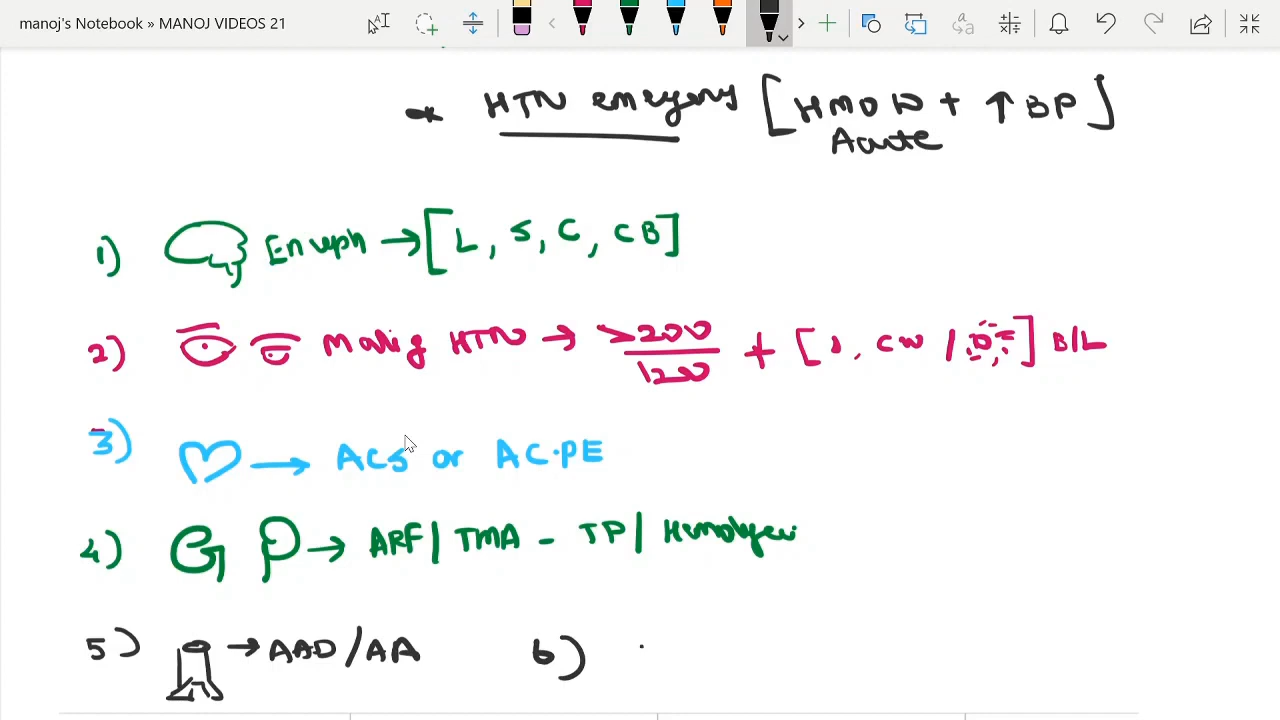 manoj's Notebook » MANOJ VIDEOS 21
* HTN emergency [HMOD + ↑ BP]
Acute
1) Enceph → [L, S, C, CB]
2) Malig HTN → >200/120 + [ , CW / ] B/L
3) → ACS or AC.PE
4) → ARF | TMA - TP | Hemolysis
5) → AAD / AA 6)